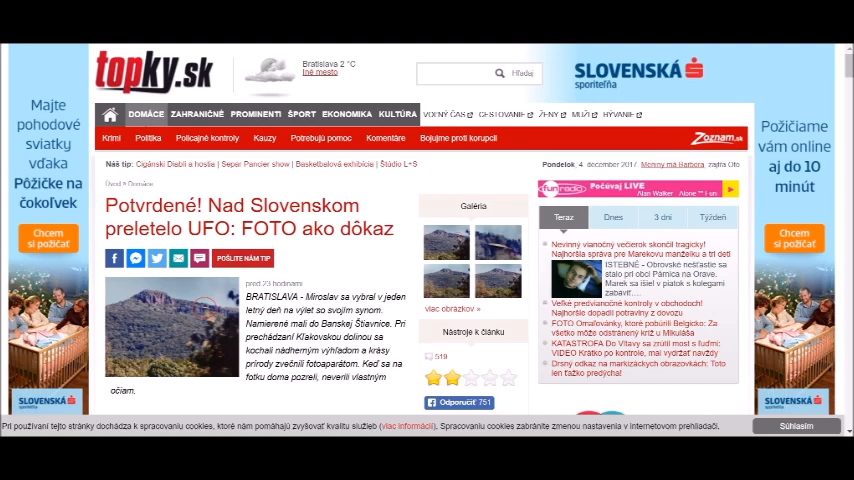 topky.sk
Bratislava 2 °C
Iné mesto
Hľadaj
SLOVENSKÁ
sporiteľňa
DOMÁCE ZAHRANIČNÉ PROMINENTI ŠPORT EKONOMIKA KULTÚRA VOĽNÝ ČAS CESTOVANIE ŽENY MUŽI BÝVANIE
Krimi Politika Policajné kontroly Kauzy Potrebujú pomoc Komentáre Bojujme proti korupcii
Zoznam.sk
Náš tip: Cigánski Diabli a hostia | Separ Pancier show | Basketbalová exhibícia | Štúdio L+S
Pondelok, 4. december 2017 Meniny má Barbora, zajtra Oto
Úvod » Domáce
Potvrdené! Nad Slovenskom
preletelo UFO: FOTO ako dôkaz
POŠLITE NÁM TIP
pred 23 hodinami
BRATISLAVA - Miroslav sa vybral v jeden
letný deň na výlet so svojím synom.
Namierené mali do Banskej Štiavnice. Pri
prechádzaní Kľakovskou dolinou sa
kochali nádherným výhľadom a krásy
prírody zvečnili fotoaparátom. Keď sa na
fotku doma pozreli, neverili vlastným
očiam.
Galéria
viac obrázkov »
Nástroje k článku
519
Odporučiť 751
funradio
Počúvaj LIVE
Alan Walker Alone ** Fun
Teraz Dnes 3 dni Týždeň
Nevinný vianočný večierok skončil tragicky!
Najhoršia správa pre Marekovu manželku a tri deti
ISTEBNÉ - Obrovské nešťastie sa
stalo pri obci Párnica na Orave.
Marek sa išiel v piatok s kolegami
zabaviť....
Veľké predvianočné kontroly v obchodoch!
Najhoršie dopadli potraviny z dovozu
FOTO Omaľovánky, ktoré pobúrili Belgicko: Za
všetko môže odstránený kríž u Mikuláša
KATASTROFA Do Vltavy sa zrútil most s ľuďmi:
VIDEO Krátko po kontrole, mal vydržať navždy
Drsný odkaz na markizáckych obrazovkách: Toto
len ťažko predýcha!
Majte
pohodové
sviatky
vďaka
Pôžičke na
čokoľvek
Chcem
si požičať
SLOVENSKÁ
sporiteľňa
Požičiame
vám online
aj do 10
minút
Chcem
si požičať
SLOVENSKÁ
sporiteľňa
Pri používaní tejto stránky dochádza k spracovaniu cookies, ktoré nám pomáhajú zvyšovať kvalitu služieb (viac informácií). Spracovaniu cookies zabránite zmenou nastavení v internetovom prehliadači.
Súhlasím